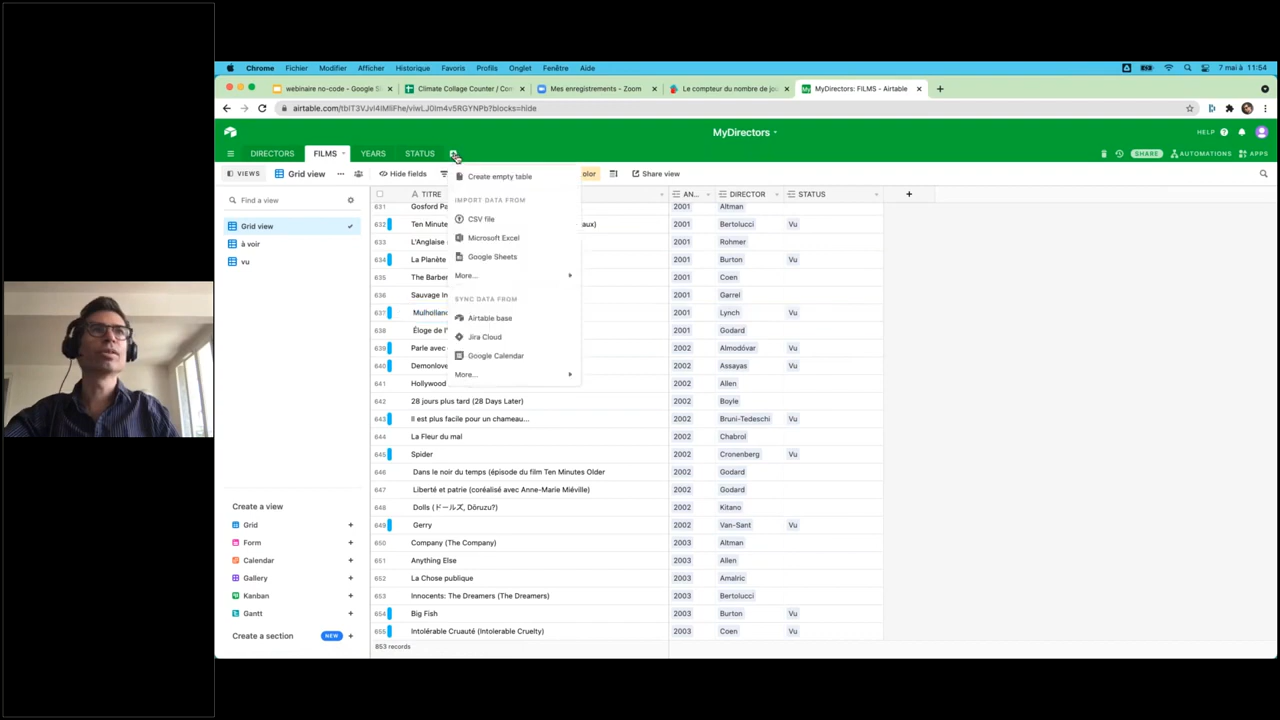 Chrome Fichier Modifier Afficher Historique Favoris Profils Onglet Fenêtre Aide 7 mai à 11:54
webinaire no-code - Google S Climate Collage Counter / Con Mes enregistrements - Zoom Le compteur du nombre de jo MyDirectors: FILMS - Airtable
airtable.com/tblT3VJvl4IMliFhe/viwLJ0Im4v5RGYNPb?blocks=hide
MyDirectors HELP
DIRECTORS FILMS YEARS STATUS SHARE AUTOMATIONS APPS
VIEWS Grid view Hide fields olor Share view
Find a view
Grid view
à voir
vu
Create a view
Grid
Form
Calendar
Gallery
Kanban
Gantt
Create a section NEW
Create empty table
IMPORT DATA FROM
CSV file
Microsoft Excel
Google Sheets
More...
SYNC DATA FROM
Airtable base
Jira Cloud
Google Calendar
More...
TITRE AN... DIRECTOR STATUS
631 Gosford Pa 2001 Altman
632 Ten Minute aux) 2001 Bertolucci Vu
633 L'Anglaise 2001 Rohmer
634 La Planète 2001 Burton Vu
635 The Barber 2001 Coen
636 Sauvage In 2001 Garrel
637 Mulhollan 2001 Lynch Vu
638 Éloge de l' 2001 Godard
639 Parle avec 2002 Almodóvar Vu
640 Demonlove 2002 Assayas Vu
641 Hollywood 2002 Allen
642 28 jours plus tard (28 Days Later) 2002 Boyle
643 Il est plus facile pour un chameau... 2002 Bruni-Tedeschi Vu
644 La Fleur du mal 2002 Chabrol
645 Spider 2002 Cronenberg Vu
646 Dans le noir du temps (épisode du film Ten Minutes Older 2002 Godard
647 Liberté et patrie (coréalisé avec Anne-Marie Miéville) 2002 Godard
648 Dolls (ドールズ, Dōruzu?) 2002 Kitano
649 Gerry 2002 Van-Sant Vu
650 Company (The Company) 2003 Altman
651 Anything Else 2003 Allen
652 La Chose publique 2003 Amalric
653 Innocents: The Dreamers (The Dreamers) 2003 Bertolucci
654 Big Fish 2003 Burton Vu
655 Intolérable Cruauté (Intolerable Cruelty) 2003 Coen Vu
853 records